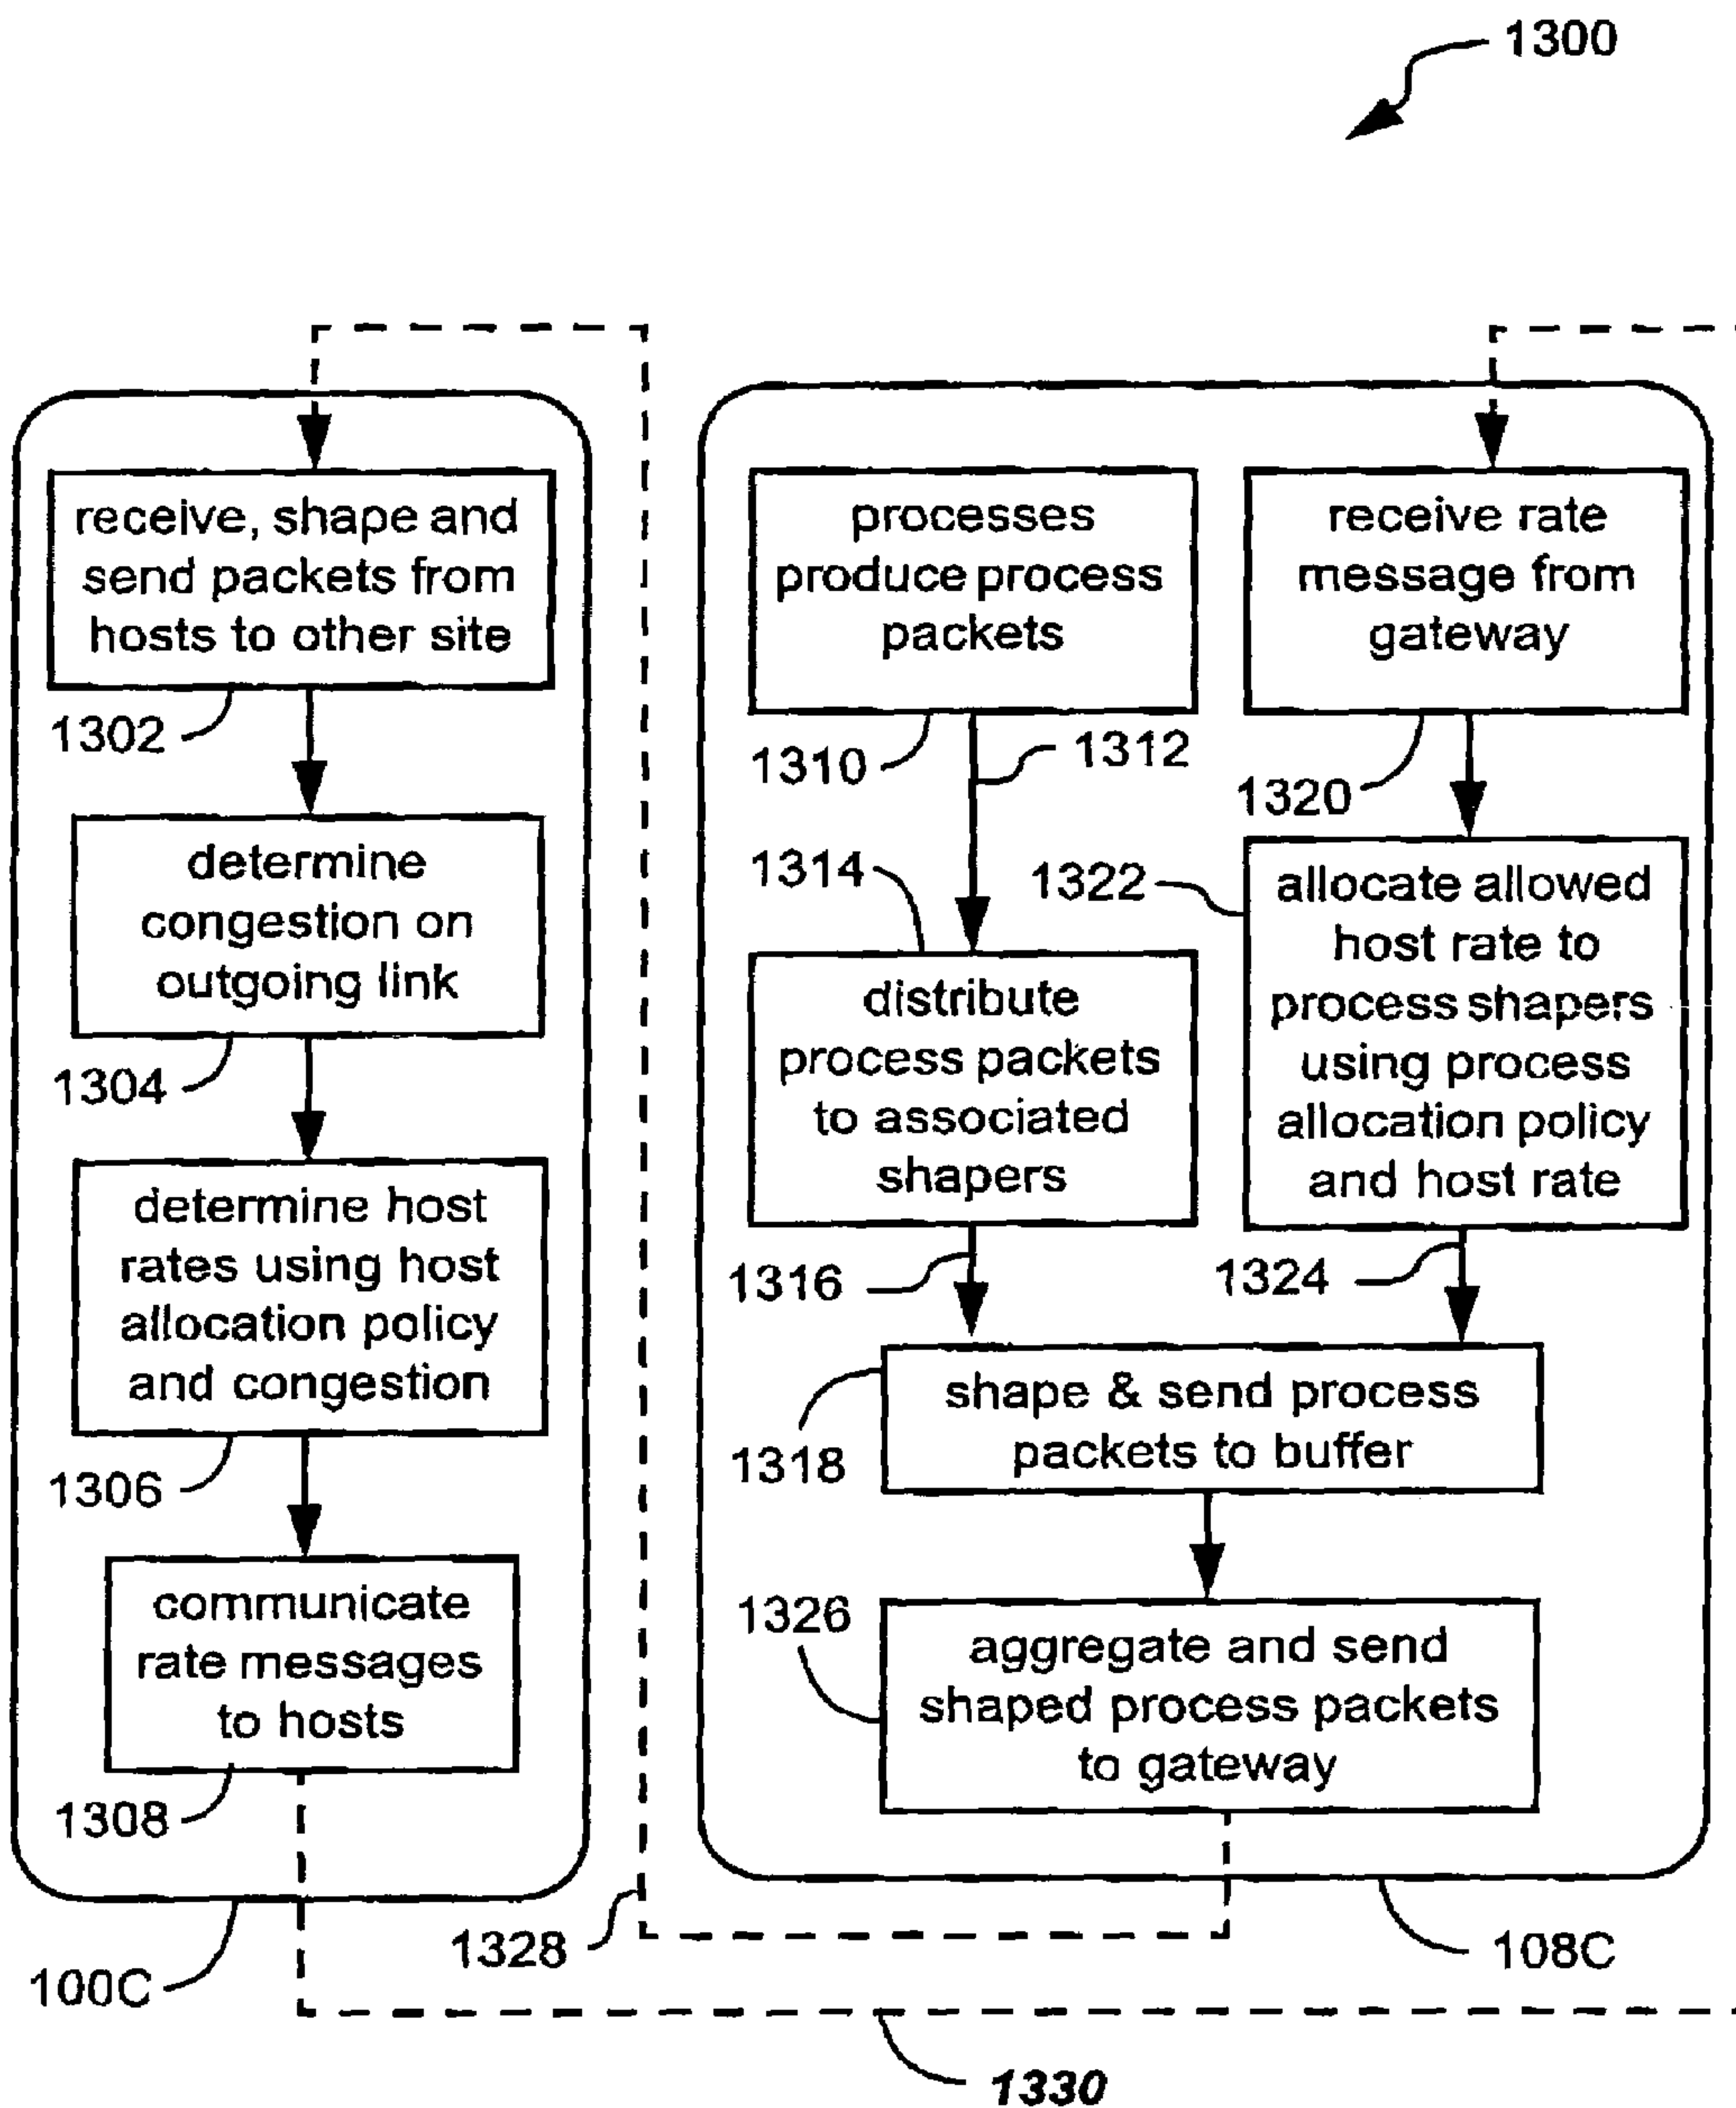 1300
receive, shape and
send packets from
hosts to other site
1302
determine
congestion on
outgoing link
1304
determine host
rates using host
allocation policy
and congestion
1306
communicate
rate messages
to hosts
1308
100C
processes
produce process
packets
1310
1312
1314
distribute
process packets
to associated
shapers
1316
receive rate
message from
gateway
1320
1322
allocate allowed
host rate to
process shapers
using process
allocation policy
and host rate
1324
shape & send process
packets to buffer
1318
1326
aggregate and send
shaped process packets
to gateway
1328
108C
1330